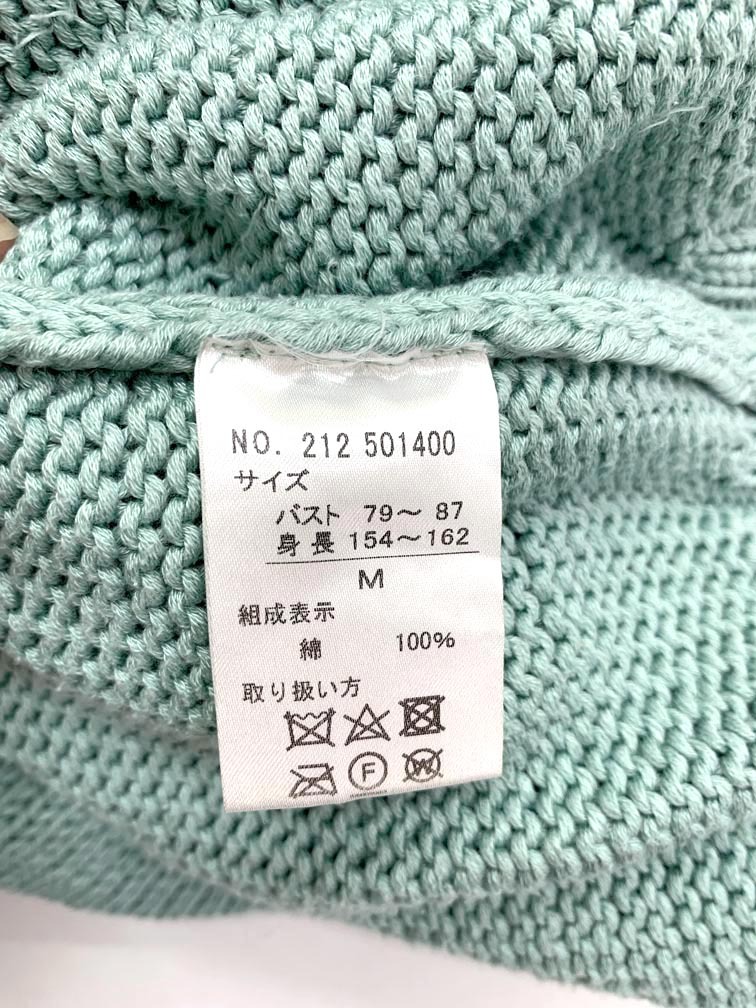 NO. 212 501400
サイズ
バスト 79～ 87
身長 154～162
M
組成表示
綿 100%
取り扱い方
F W